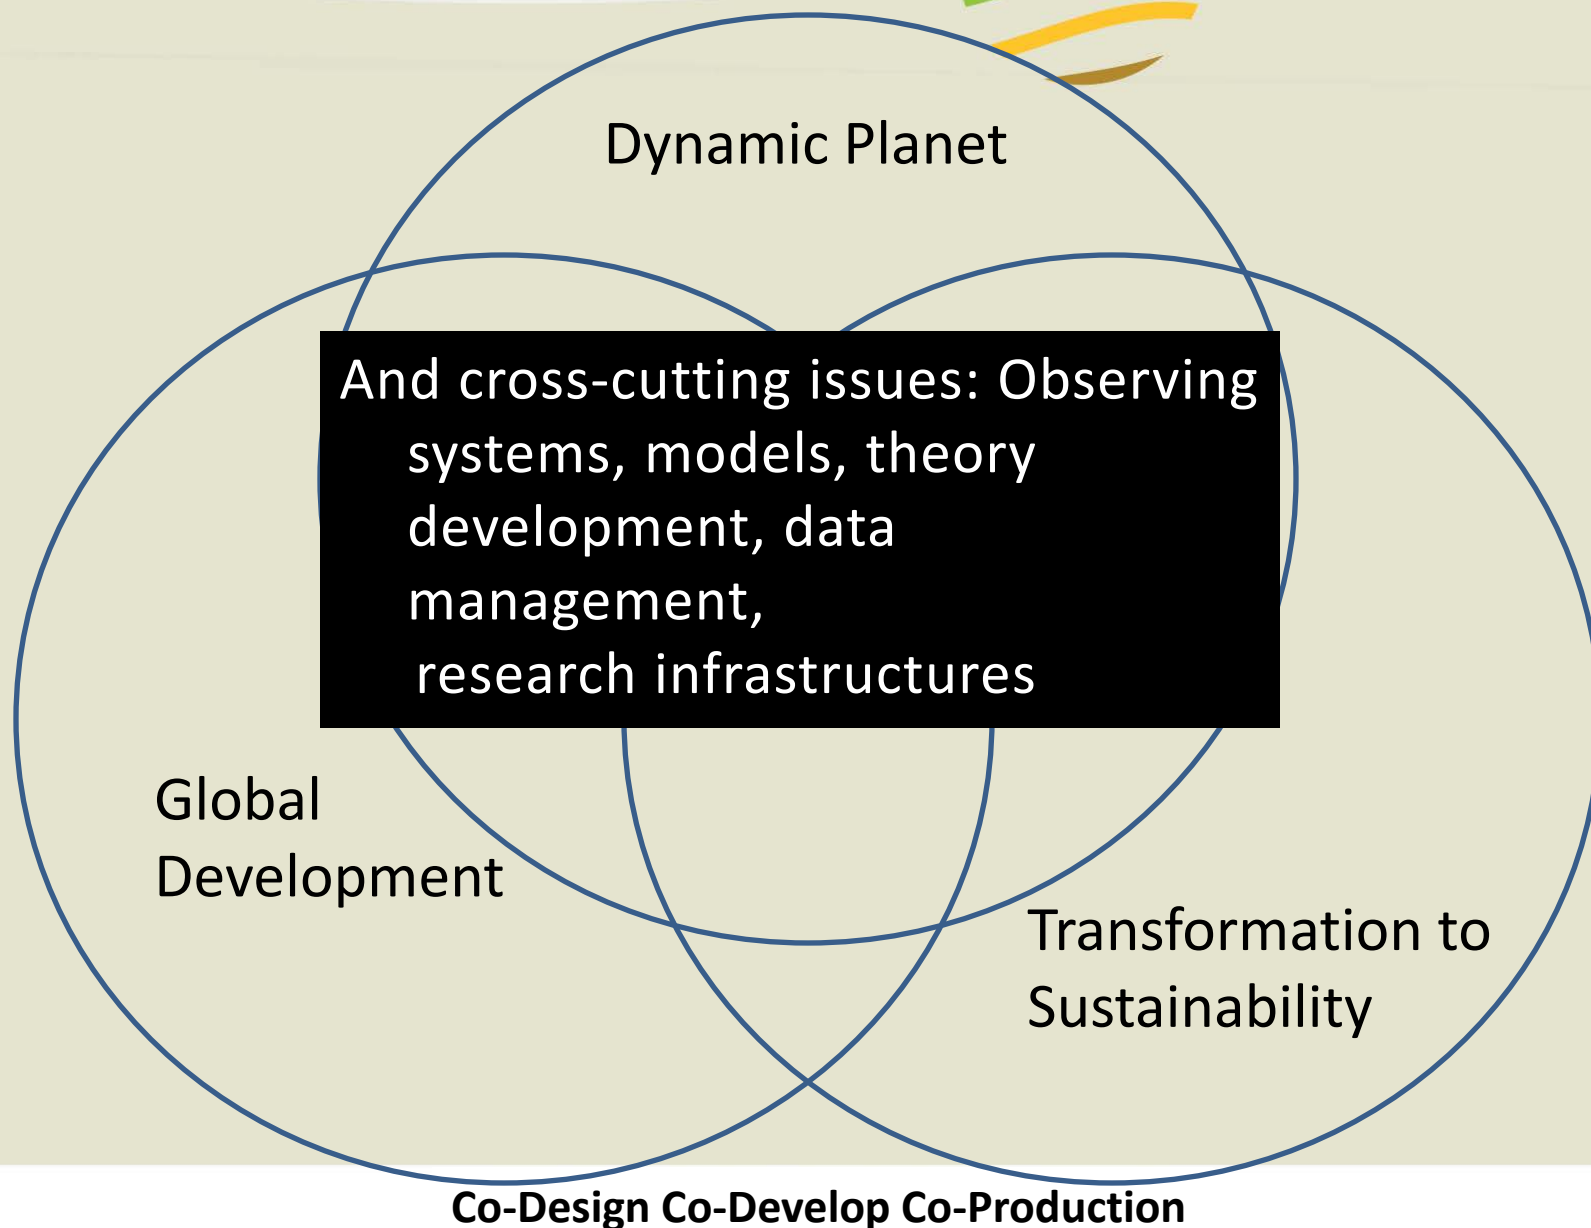 Dynamic Planet
And cross-cutting issues: Observing
systems, models, theory
development, data
management,
research infrastructures
Global
Development
Transformation to
Sustainability
Co-Design Co-Develop Co-Production